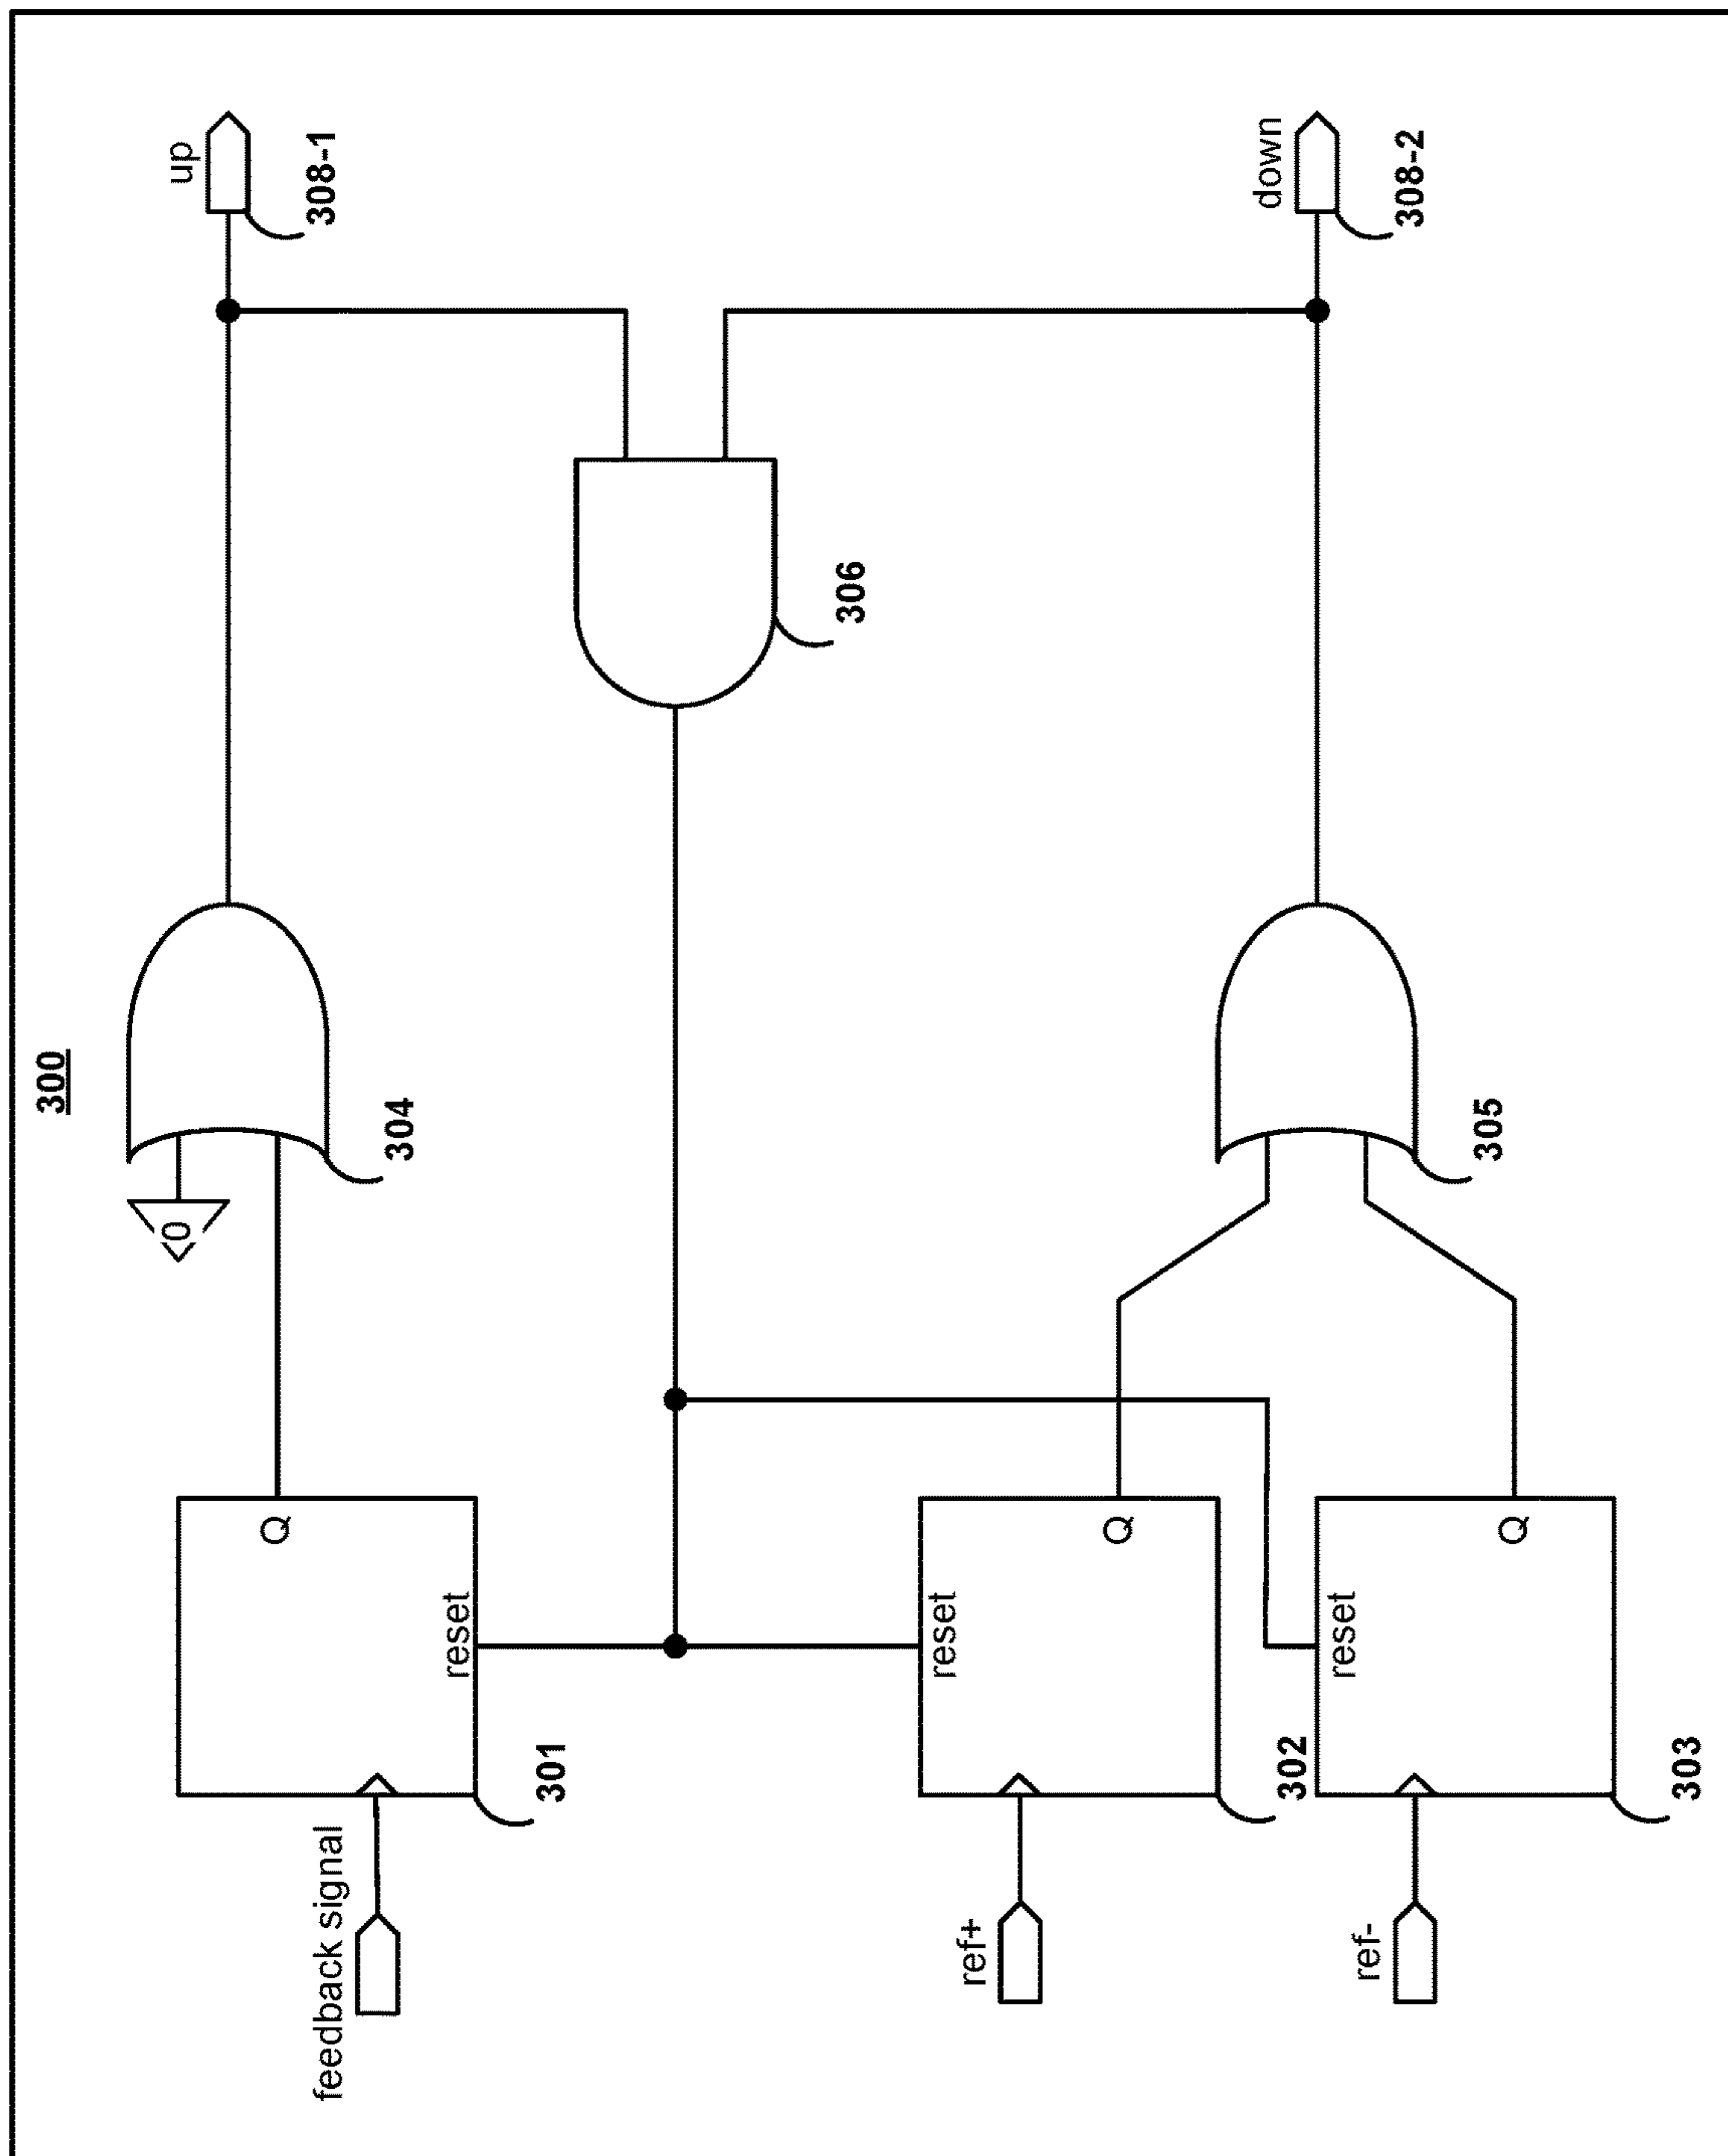 300
feedback signal
301
Q
reset
0
304
up
308-1
306
ref+
302
reset
Q
ref-
303
reset
Q
305
down
308-2